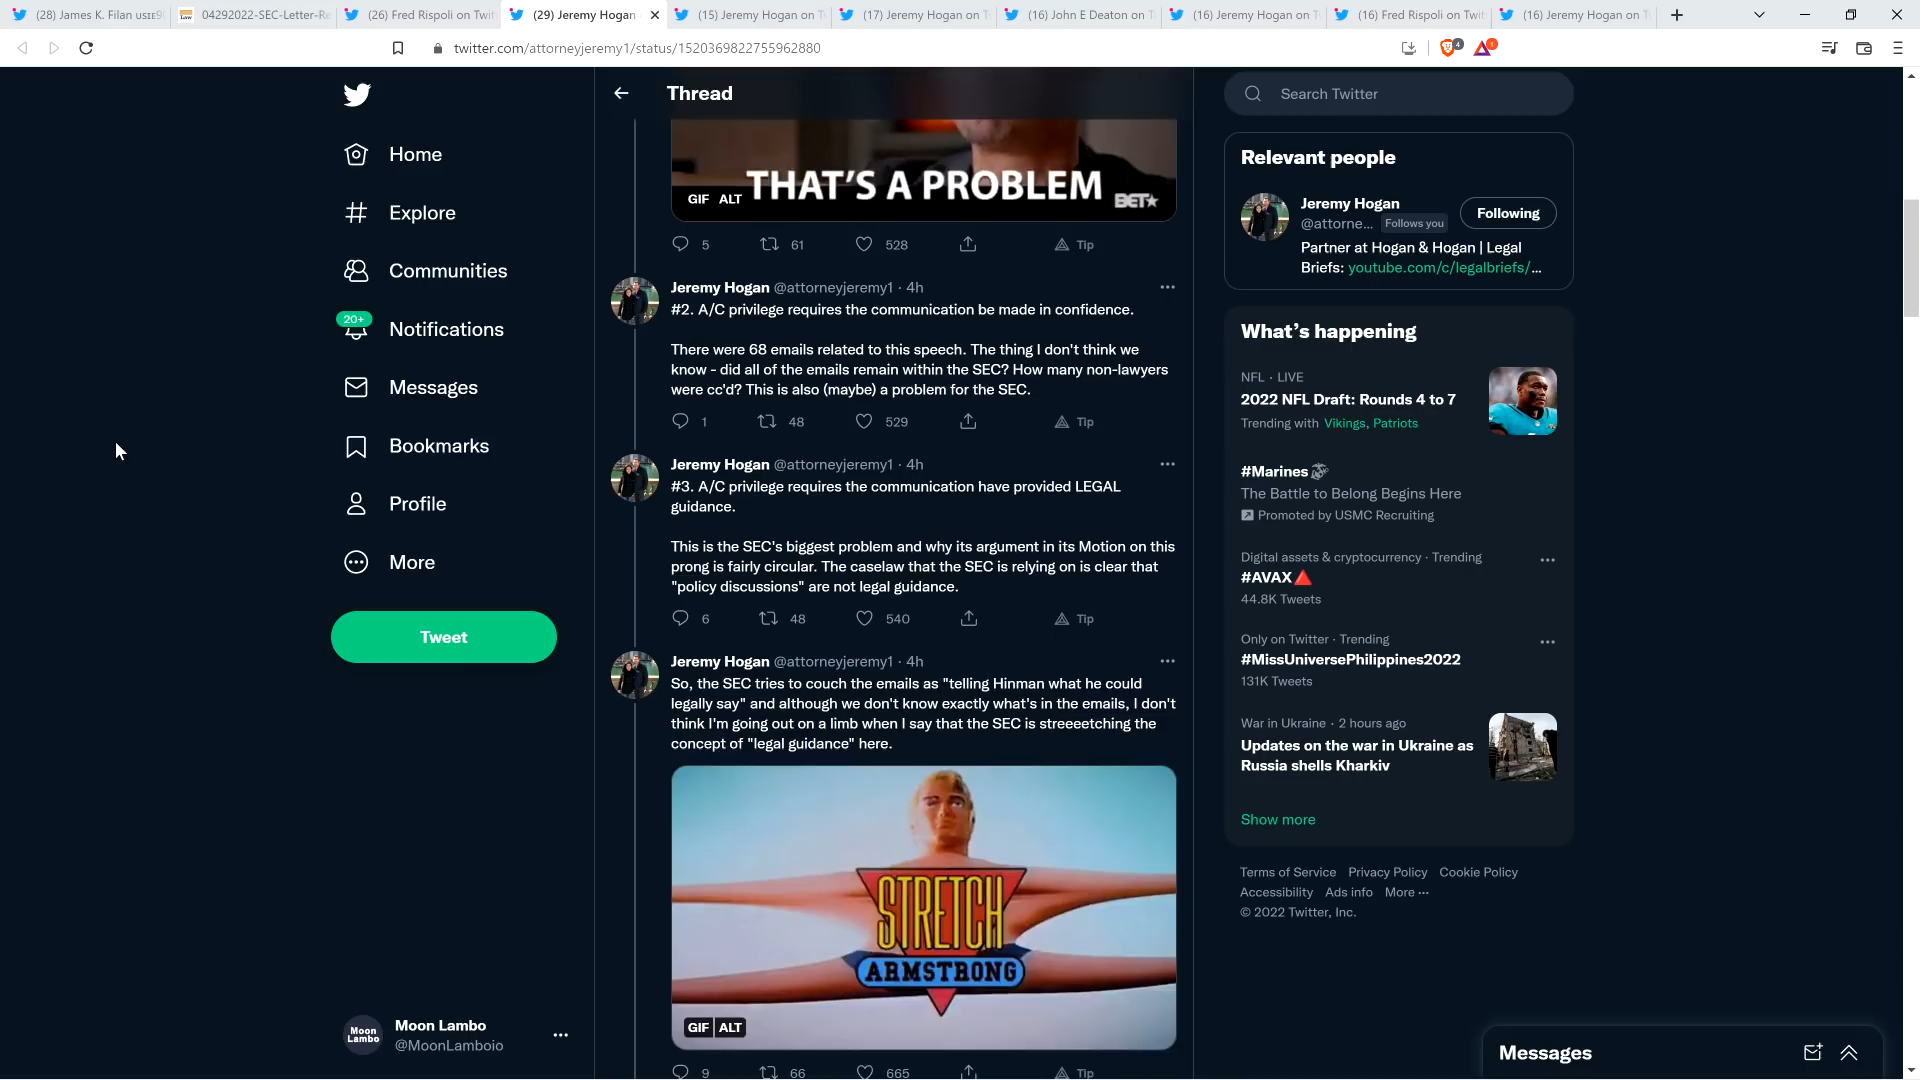 (28) James K. Filan
04292022-SEC-Letter-Re
(26) Fred Rispoli on Twit
(29) Jeremy Hogan
(15) Jeremy Hogan on T
(17) Jeremy Hogan on T
(16) John E Deaton on T
(16) Jeremy Hogan on T
(16) Fred Rispoli on Twit
(16) Jeremy Hogan on T
twitter.com/attorneyjeremy1/status/1520369822755962880
4
1
Home
Explore
Communities
20+
Notifications
Messages
Bookmarks
Profile
More
Tweet
Moon Lambo
Moon Lambo
@MoonLamboio
Thread
THAT'S A PROBLEM
GIF ALT
BET
5 61 528 Tip
Jeremy Hogan @attorneyjeremy1 · 4h
#2. A/C privilege requires the communication be made in confidence.
There were 68 emails related to this speech. The thing I don't think we
know - did all of the emails remain within the SEC? How many non-lawyers
were cc'd? This is also (maybe) a problem for the SEC.
1 48 529 Tip
Jeremy Hogan @attorneyjeremy1 · 4h
#3. A/C privilege requires the communication have provided LEGAL
guidance.
This is the SEC's biggest problem and why its argument in its Motion on this
prong is fairly circular. The caselaw that the SEC is relying on is clear that
"policy discussions" are not legal guidance.
6 48 540 Tip
Jeremy Hogan @attorneyjeremy1 · 4h
So, the SEC tries to couch the emails as "telling Hinman what he could
legally say" and although we don't know exactly what's in the emails, I don't
think I'm going out on a limb when I say that the SEC is streeeetching the
concept of "legal guidance" here.
STRETCH
ARMSTRONG
GIF ALT
9 66 665 Tip
Search Twitter
Relevant people
Jeremy Hogan
@attorne... Follows you
Following
Partner at Hogan & Hogan | Legal
Briefs: youtube.com/c/legalbriefs/...
What's happening
NFL · LIVE
2022 NFL Draft: Rounds 4 to 7
Trending with Vikings, Patriots
#Marines
The Battle to Belong Begins Here
Promoted by USMC Recruiting
Digital assets & cryptocurrency · Trending
#AVAX
44.8K Tweets
Only on Twitter · Trending
#MissUniversePhilippines2022
131K Tweets
War in Ukraine · 2 hours ago
Updates on the war in Ukraine as
Russia shells Kharkiv
Show more
Terms of Service Privacy Policy Cookie Policy
Accessibility Ads info More ···
© 2022 Twitter, Inc.
Messages